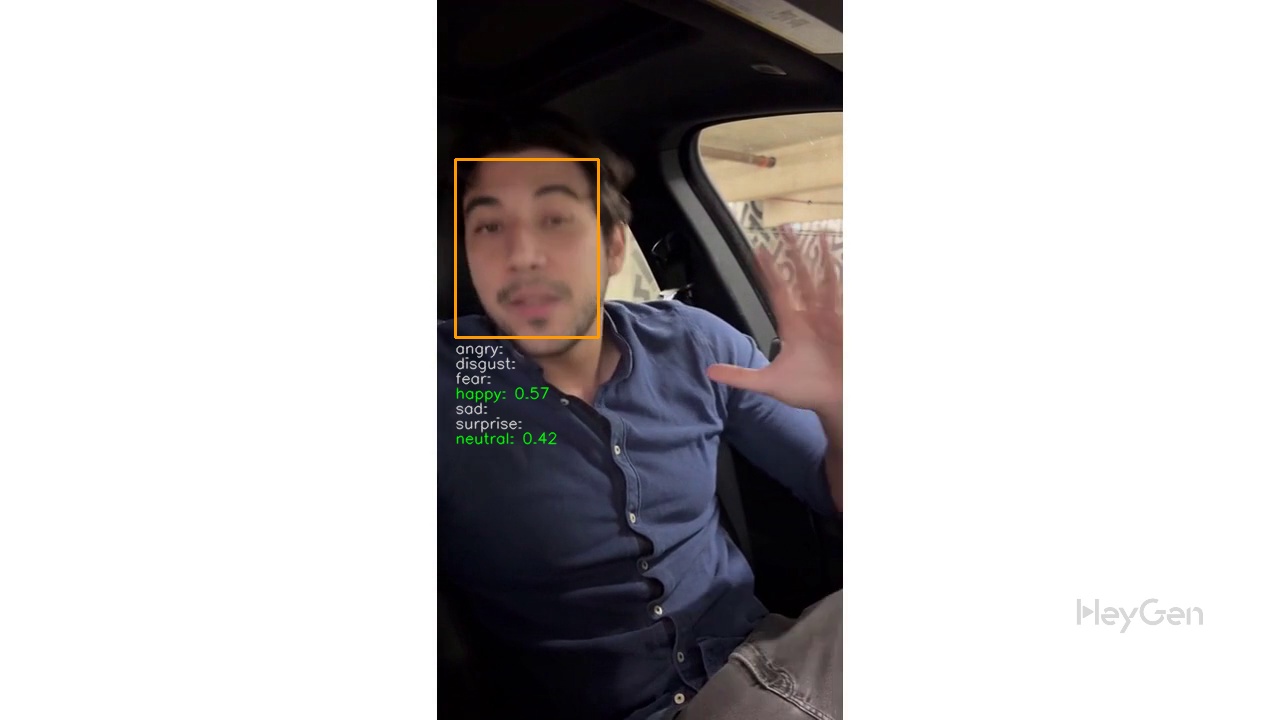 angry:
disgust:
fear:
happy: 0.57
sad:
surprise:
neutral: 0.42
HeyGen